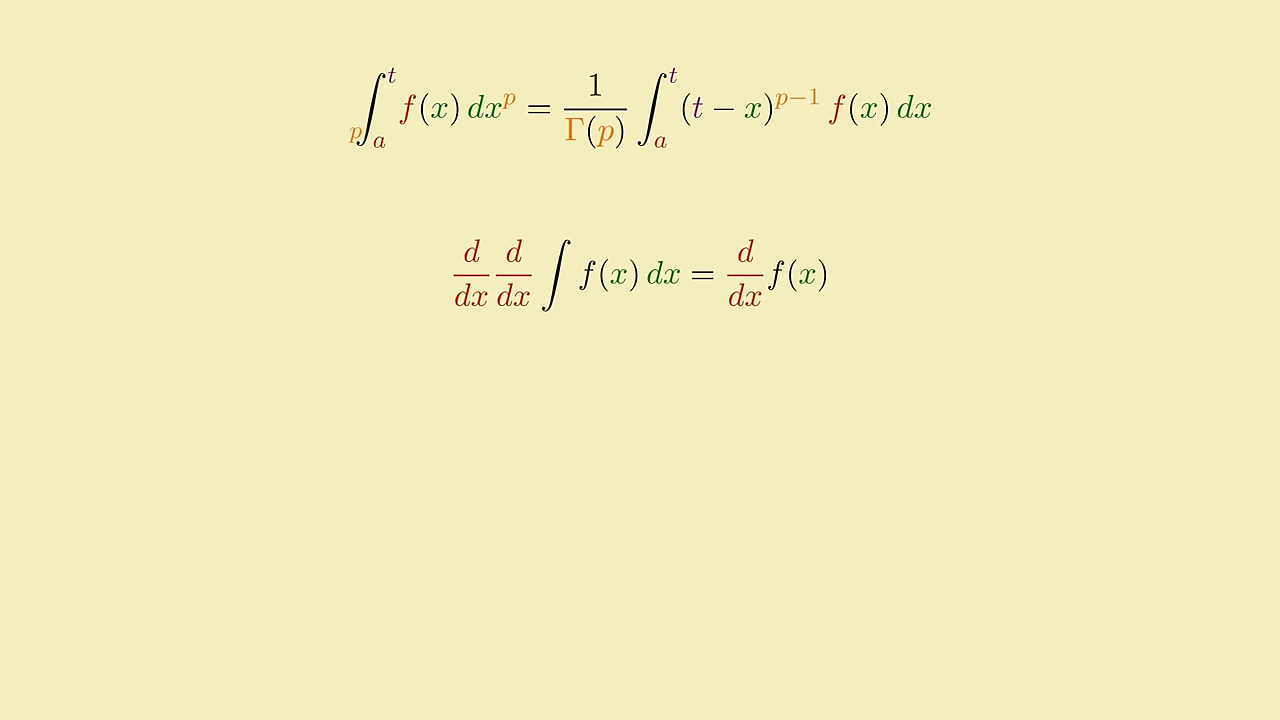 $${}_{p}\!\int_{a}^{t} f(x)\,dx^{p} = \frac{1}{\Gamma(p)} \int_{a}^{t} (t-x)^{p-1}\, f(x)\,dx$$
$$\frac{d}{dx}\frac{d}{dx}\int f(x)\,dx = \frac{d}{dx}f(x)$$